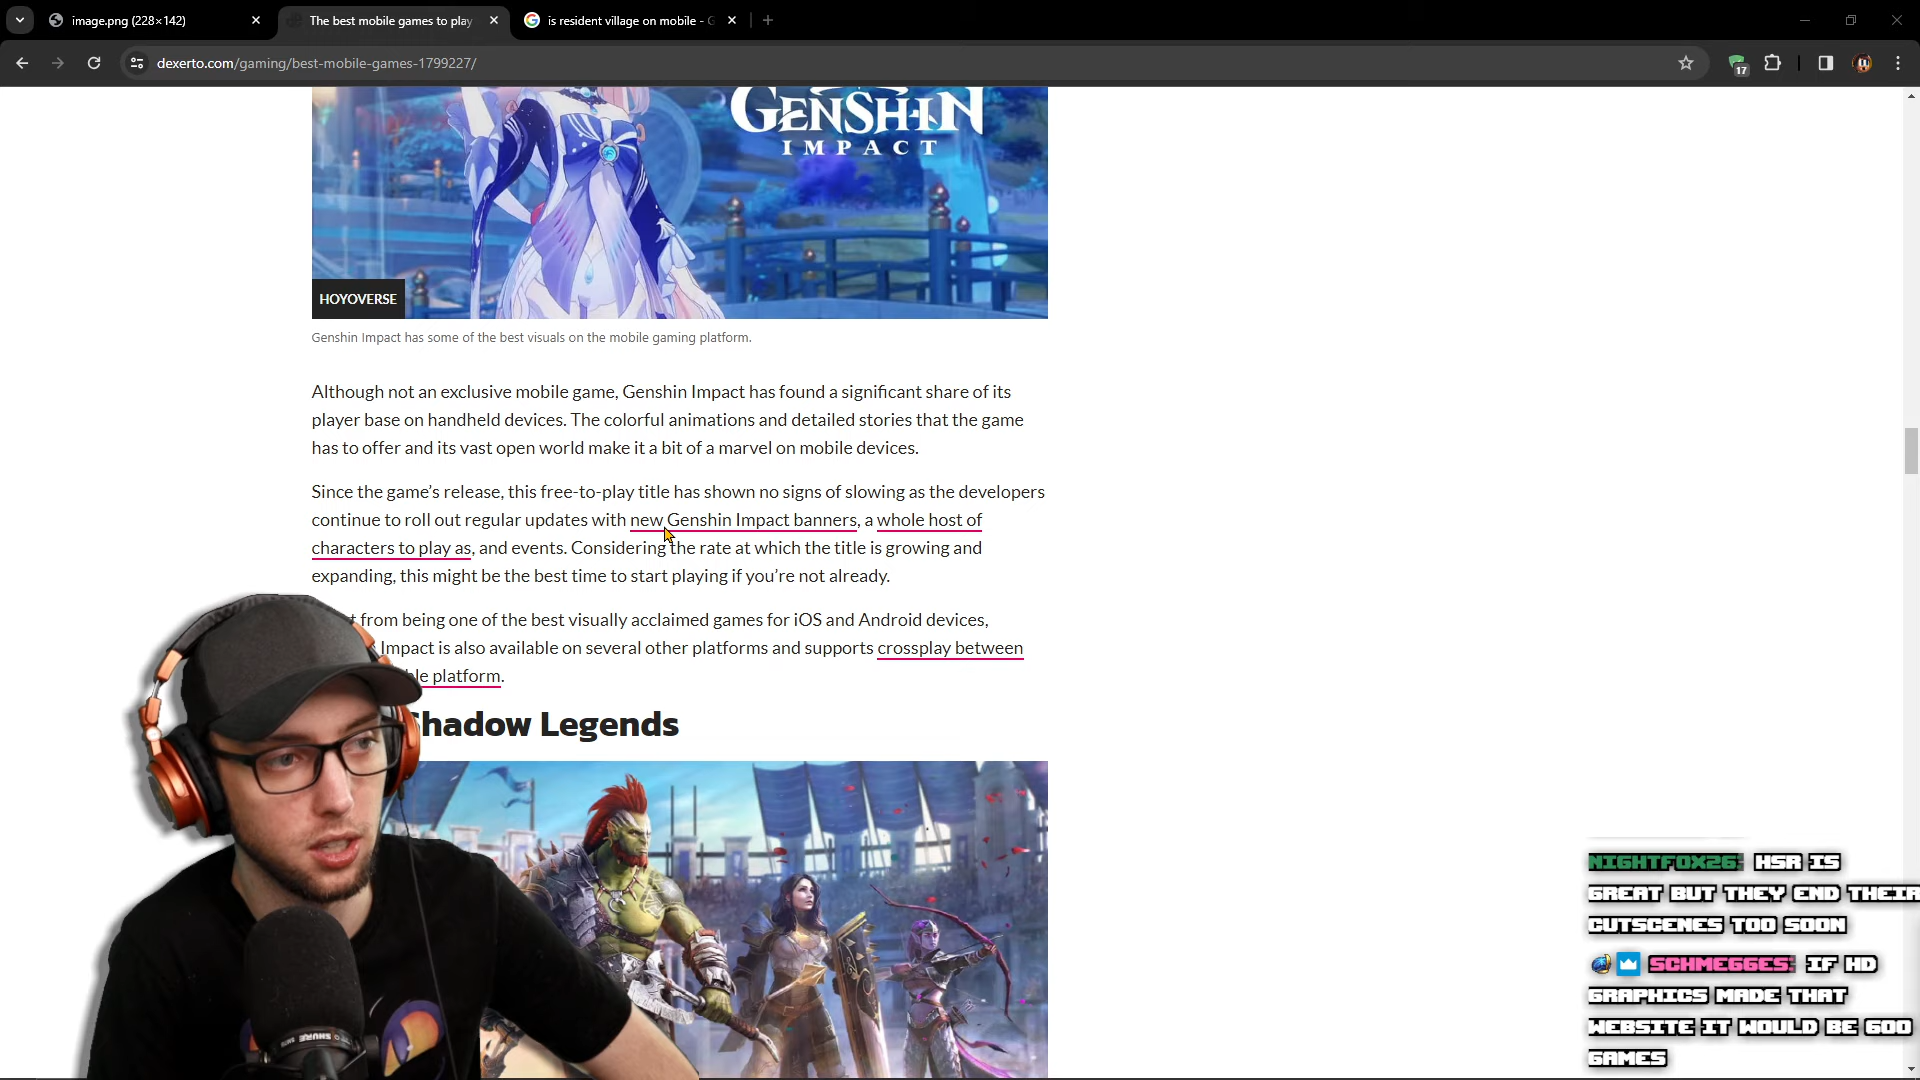 image.png (228×142)
The best mobile games to play
is resident village on mobile - G
dexerto.com/gaming/best-mobile-games-1799227/
17
GENSHIN
IMPACT
HOYOVERSE
Genshin Impact has some of the best visuals on the mobile gaming platform.
Although not an exclusive mobile game, Genshin Impact has found a significant share of its
player base on handheld devices. The colorful animations and detailed stories that the game
has to offer and its vast open world make it a bit of a marvel on mobile devices.
Since the game’s release, this free-to-play title has shown no signs of slowing as the developers
continue to roll out regular updates with new Genshin Impact banners, a whole host of
characters to play as, and events. Considering the rate at which the title is growing and
expanding, this might be the best time to start playing if you’re not already.
from being one of the best visually acclaimed games for iOS and Android devices,
Impact is also available on several other platforms and supports crossplay between
platform.
Shadow Legends
NIGHTFOX26: HSR IS
GREAT BUT THEY END THEIR
CUTSCENES TOO SOON
SCHMEGGES: IF HD
GRAPHICS MADE THAT
WEBSITE IT WOULD BE GOD
GAMES
SHURE